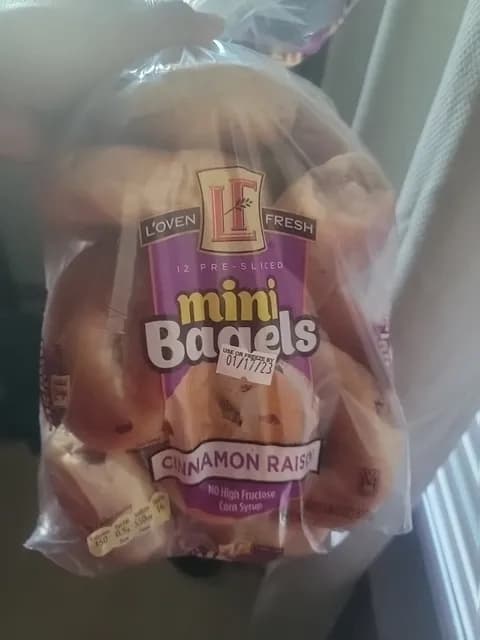 LF
L'OVEN FRESH
12 PRE-SLICED
mini
Bagels
USE OR FREEZE BY
01/17/23
CINNAMON RAISIN
NO High Fructose
Corn Syrup